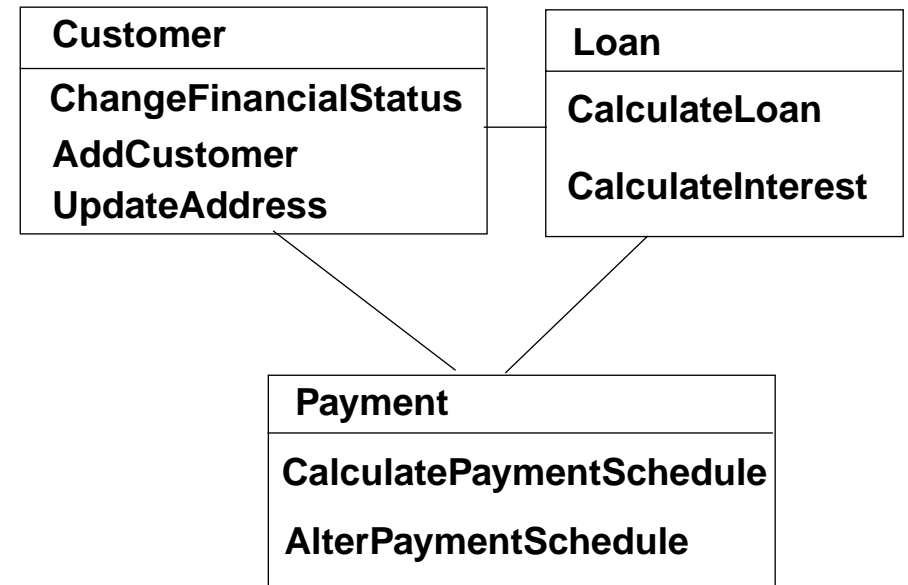 Customer
ChangeFinancialStatus
AddCustomer
UpdateAddress
Loan
CalculateLoan
CalculateInterest
Payment
CalculatePaymentSchedule
AlterPaymentSchedule